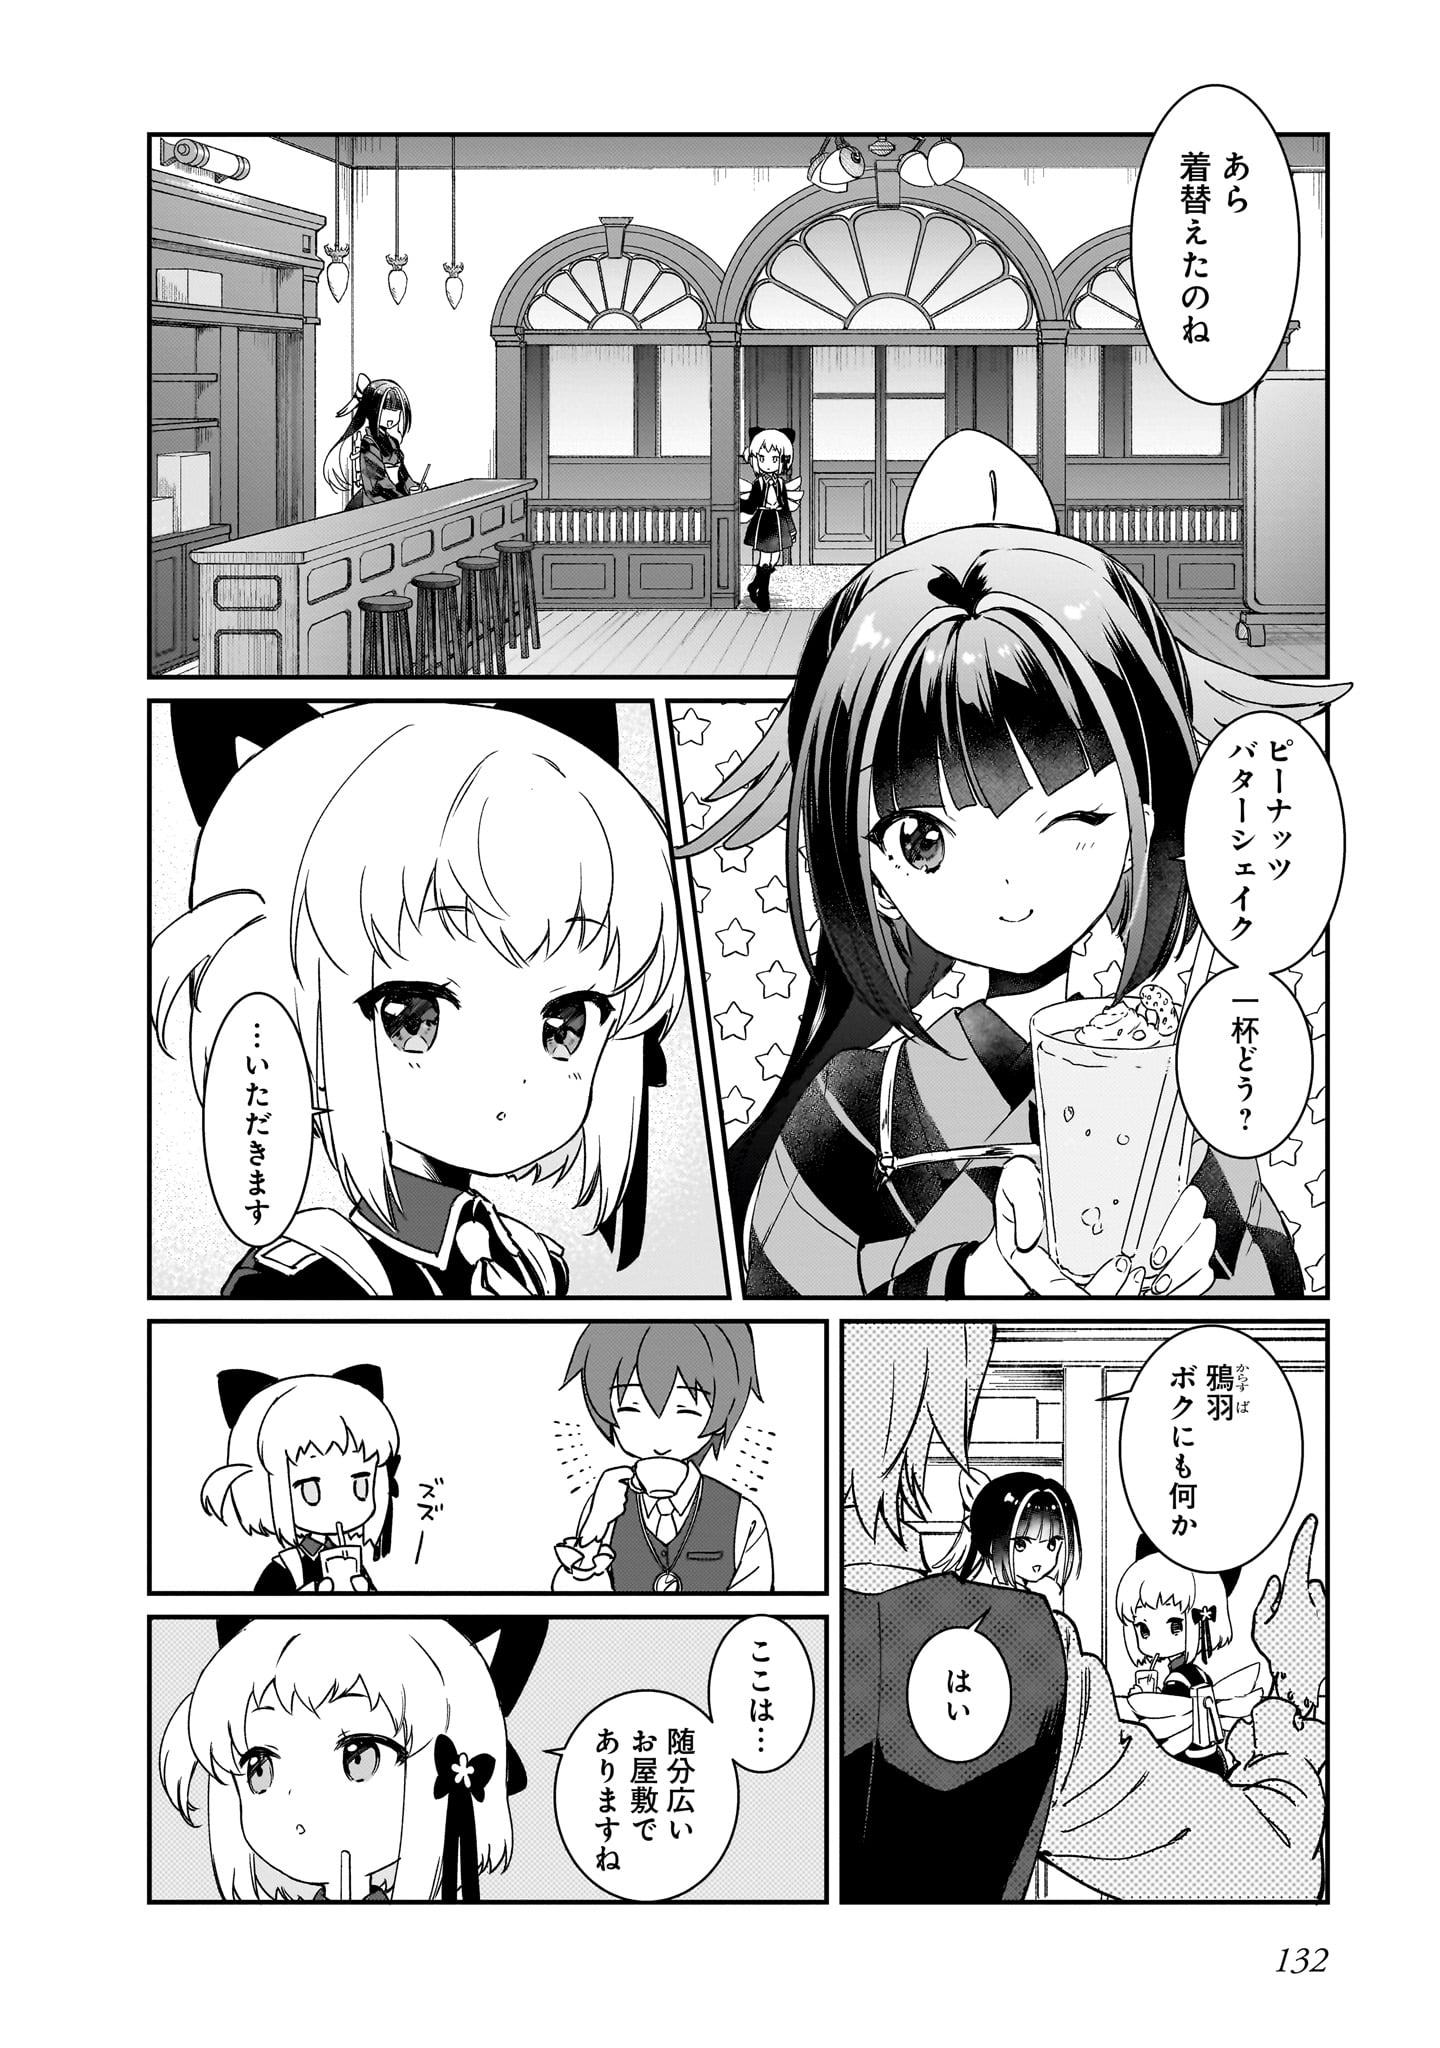 あら
着替えたのね
ピーナッツ
バターシェイク
一杯どう?
…いただきます
鴉羽
からすば
ボクにも何か
はい
ズズズー
ここは…
随分広い
お屋敷で
ありますね
132